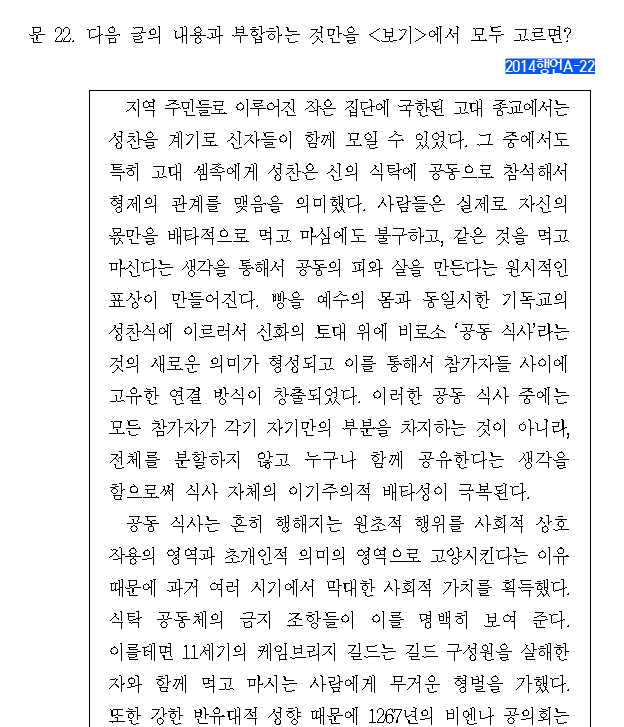 문 22. 다음 글의 내용과 부합하는 것만을 <보기>에서 모두 고르면?
2014행언A-22
지역 주민들로 이루어진 작은 집단에 국한된 고대 종교에서는
성찬을 계기로 신자들이 함께 모일 수 있었다. 그 중에서도
특히 고대 셈족에게 성찬은 신의 식탁에 공동으로 참석해서
형제의 관계를 맺음을 의미했다. 사람들은 실제로 자신의
몫만을 배타적으로 먹고 마심에도 불구하고, 같은 것을 먹고
마신다는 생각을 통해서 공동의 피와 살을 만든다는 원시적인
표상이 만들어진다. 빵을 예수의 몸과 동일시한 기독교의
성찬식에 이르러서 신화의 토대 위에 비로소 ‘공동 식사’라는
것의 새로운 의미가 형성되고 이를 통해서 참가자들 사이에
고유한 연결 방식이 창출되었다. 이러한 공동 식사 중에는
모든 참가자가 각기 자기만의 부분을 차지하는 것이 아니라,
전체를 분할하지 않고 누구나 함께 공유한다는 생각을
함으로써 식사 자체의 이기주의적 배타성이 극복된다.
공동 식사는 흔히 행해지는 원초적 행위를 사회적 상호
작용의 영역과 초개인적 의미의 영역으로 고양시킨다는 이유
때문에 과거 여러 시기에서 막대한 사회적 가치를 획득했다.
식탁 공동체의 금지 조항들이 이를 명백히 보여 준다.
이를테면 11세기의 케임브리지 길드는 길드 구성원을 살해한
자와 함께 먹고 마시는 사람에게 무거운 형벌을 가했다.
또한 강한 반유대적 성향 때문에 1267년의 비엔나 공의회는